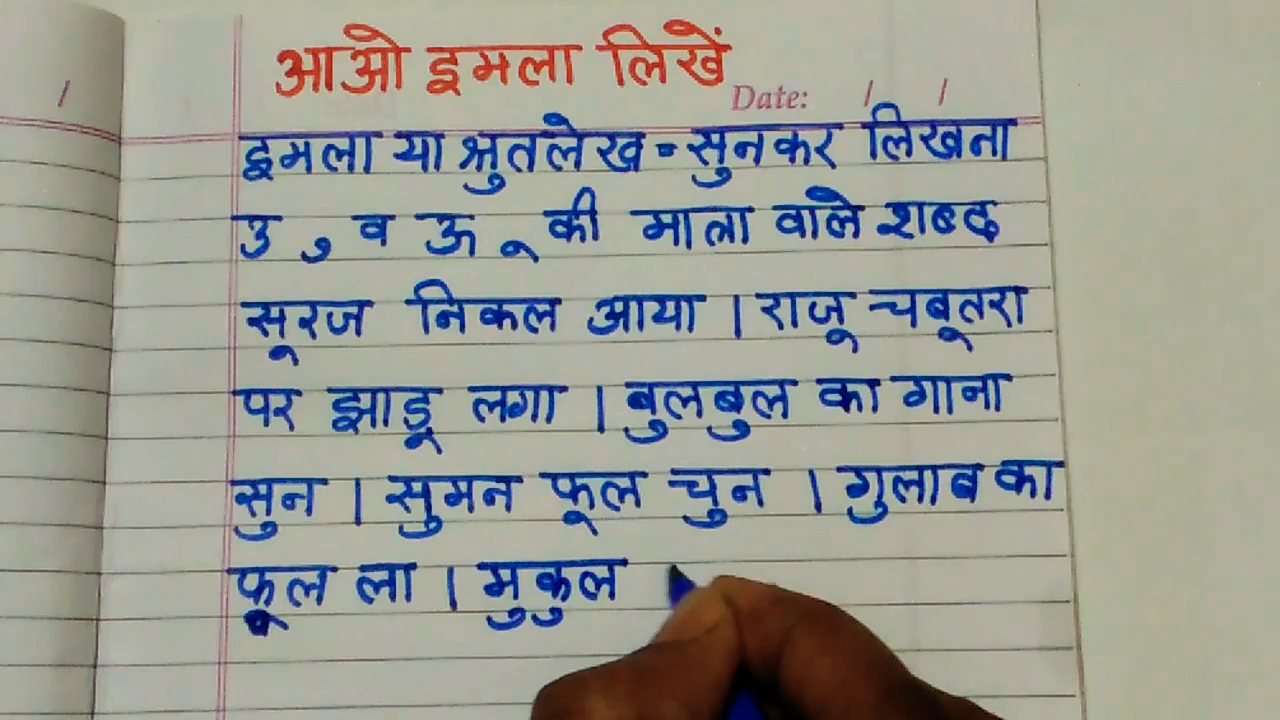 आओ इमला लिखें
Date: / /
इमला या श्रुतलेख = सुनकर लिखना
उ ु व ऊ ू की माला वाले शब्द
सूरज निकल आया । राजू चबूतरा
पर झाडू लगा । बुलबुल का गाना
सुन । सुमन फूल चुन । गुलाब का
फूल ला । मुकुल